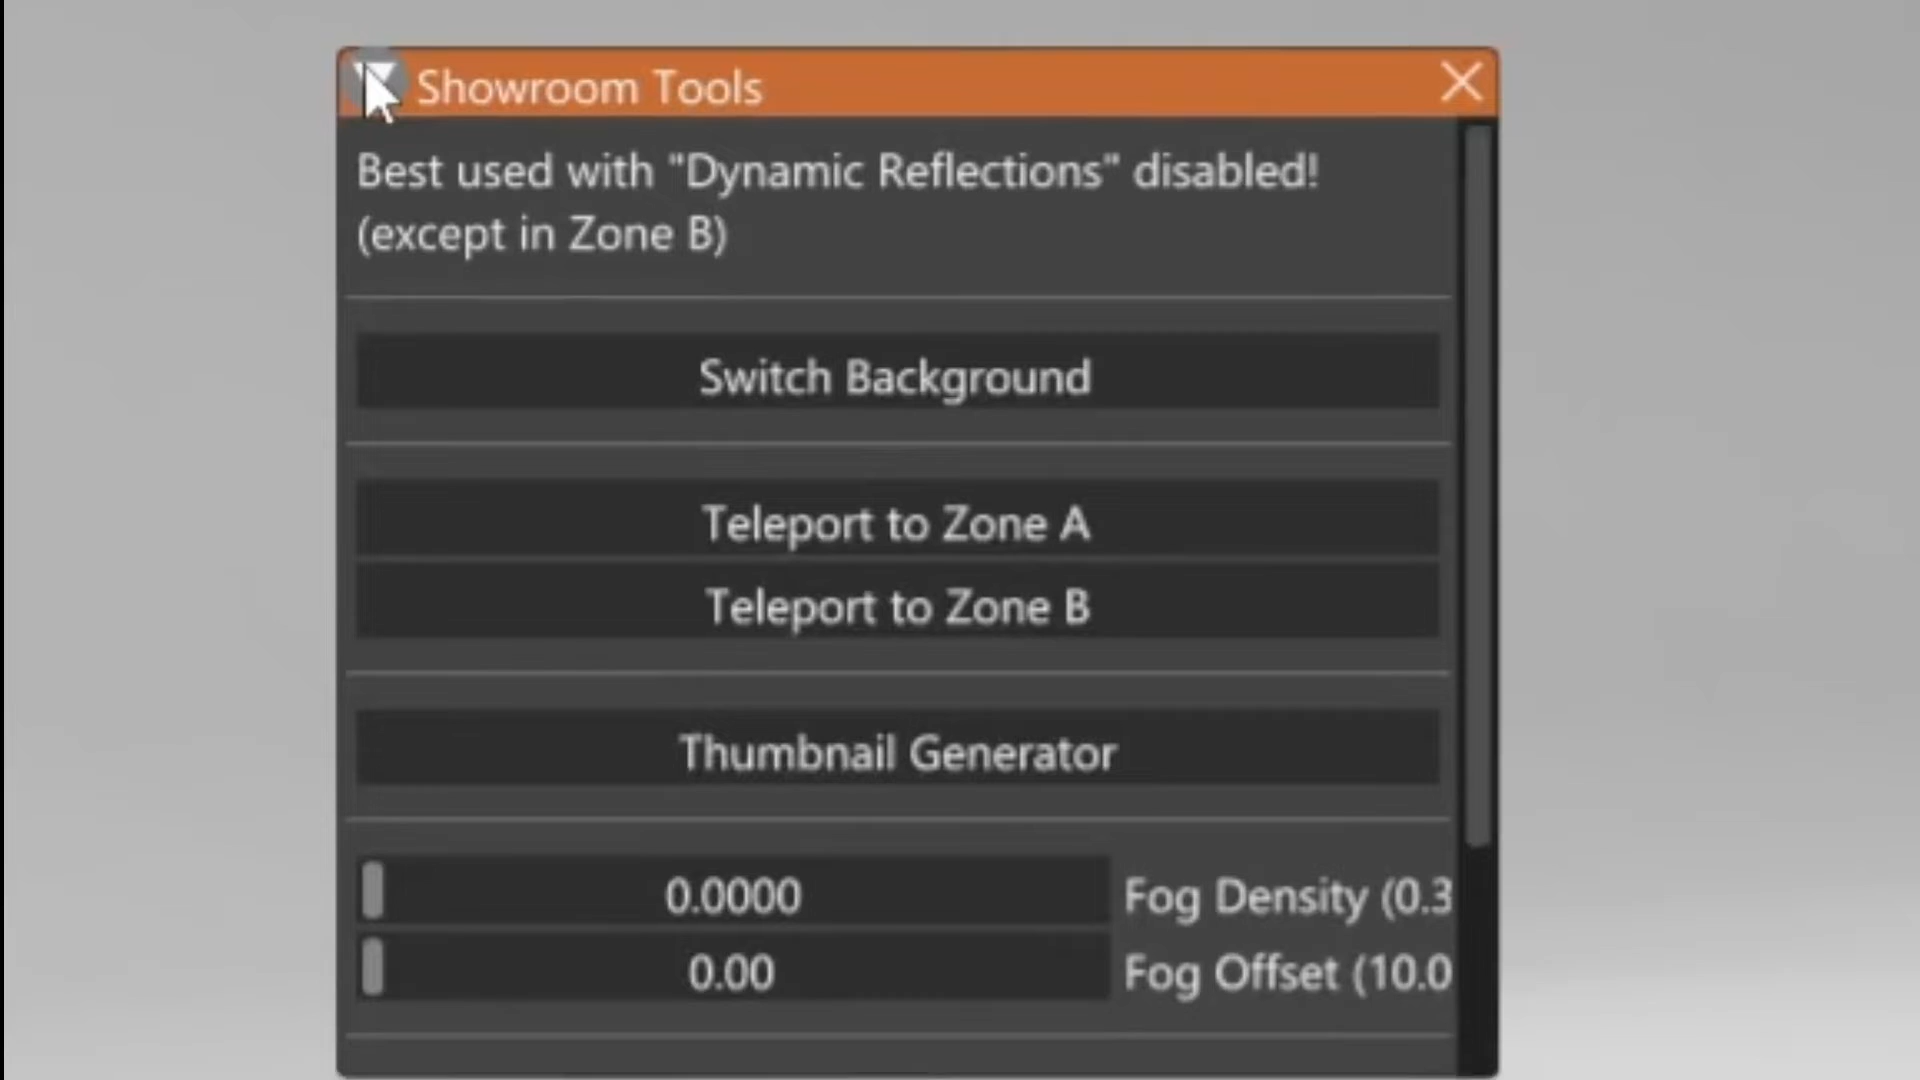 Showroom Tools
Best used with "Dynamic Reflections" disabled!
(except in Zone B)
Switch Background
Teleport to Zone A
Teleport to Zone B
Thumbnail Generator
0.0000 Fog Density (0.3
0.00 Fog Offset (10.0